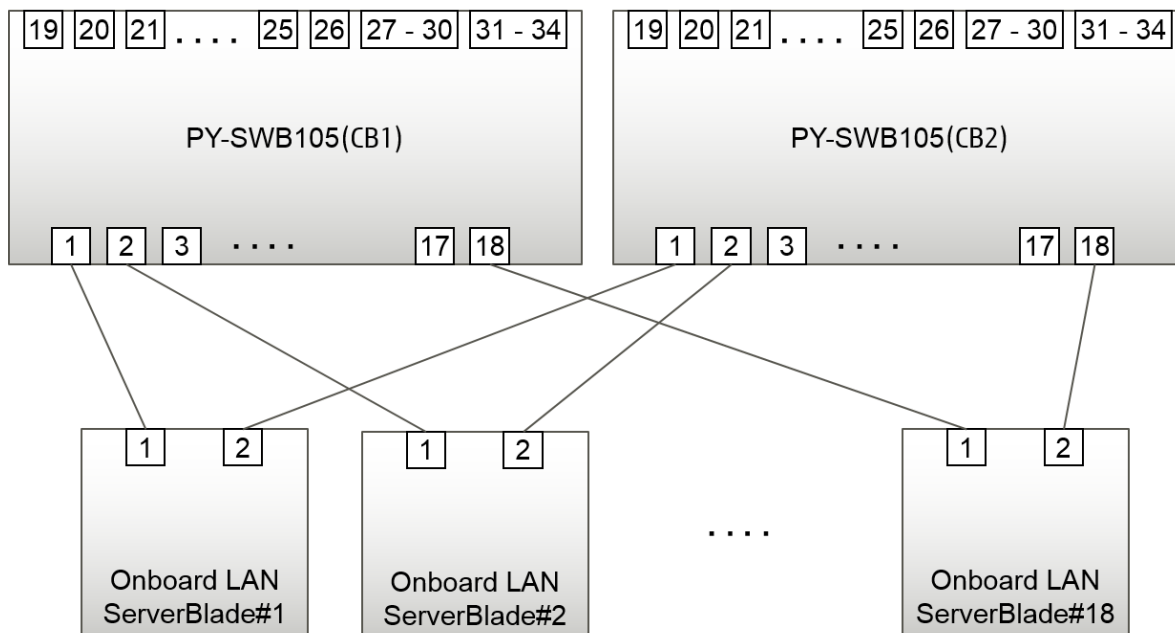 19 20 21 .... 25 26 27 - 30 31 - 34 19 20 21 .... 25 26 27 - 30 31 - 34
PY-SWB105(CB1) PY-SWB105(CB2)
1 2 3 .... 17 18 1 2 3 .... 17 18
1 2 1 2 1 2
....
Onboard LAN Onboard LAN Onboard LAN
ServerBlade#1 ServerBlade#2 ServerBlade#18